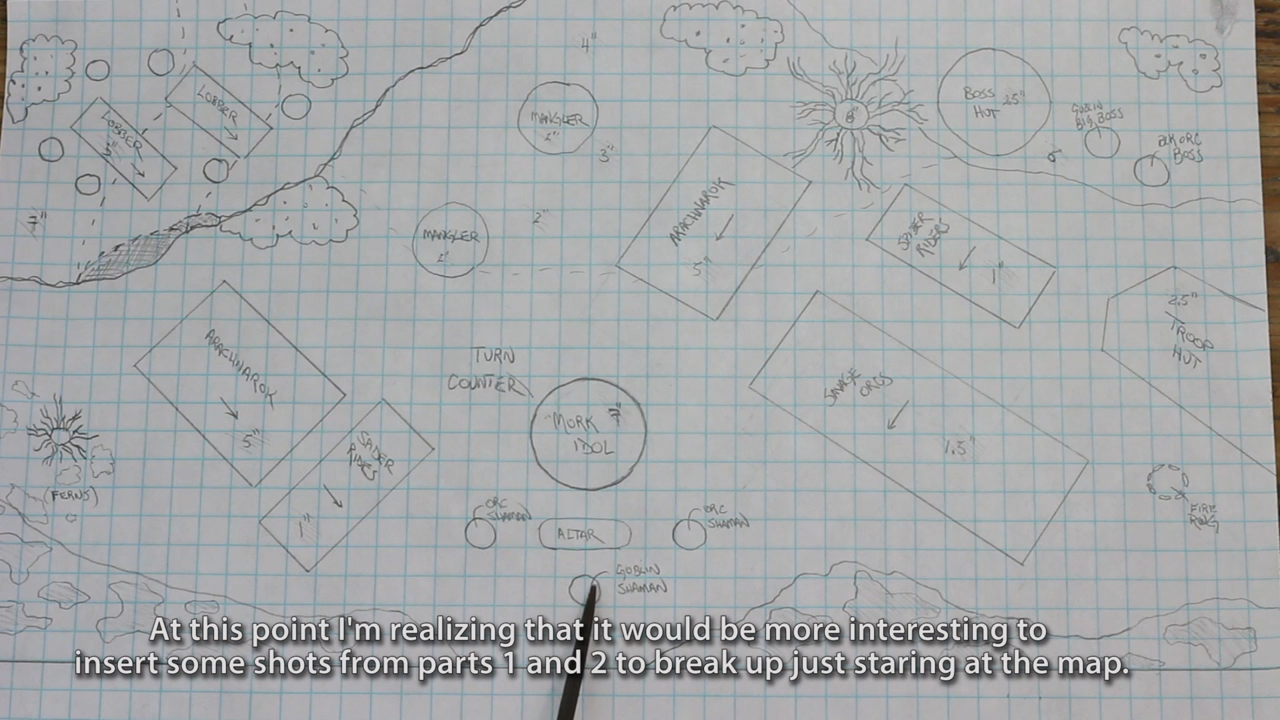 4"
LOBBER
LOBBER
5"
7"
MANGLER
2"
3"
MANGLER
2"
2"
ARACHNAROK
5"
8"
BOSS
HUT
2.5"
GOBLIN
BIG BOSS
BLK ORC
BOSS
6"
SPIDER
RIDERS
1"
2.5"
TROOP
HUT
ARACHNAROK
5"
SPIDER
RIDERS
1"
TURN
COUNTER
MORK 7"
IDOL
SAVAGE
ORCS
1.5"
(FERNS)
ORC
SHAMAN
ALTAR
ORC
SHAMAN
GOBLIN
SHAMAN
FIRE
RING
At this point I'm realizing that it would be more interesting to
insert some shots from parts 1 and 2 to break up just staring at the map.